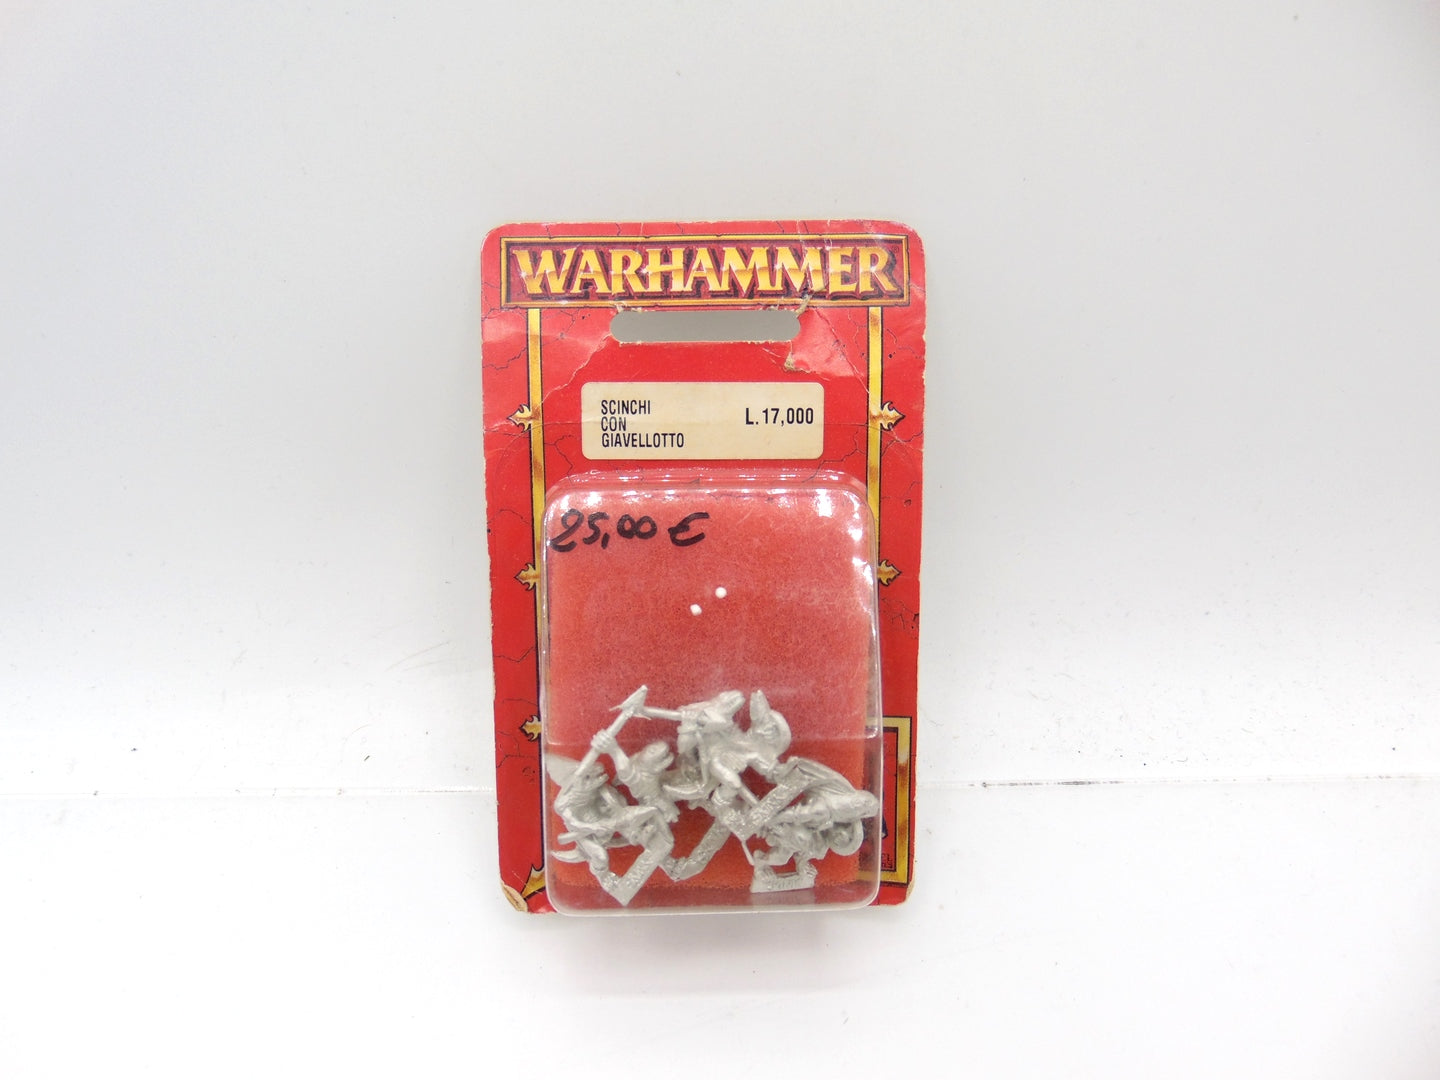 WARHAMMER
SCINCHI
CON
GIAVELLOTTO
L.17,000
25,00 €